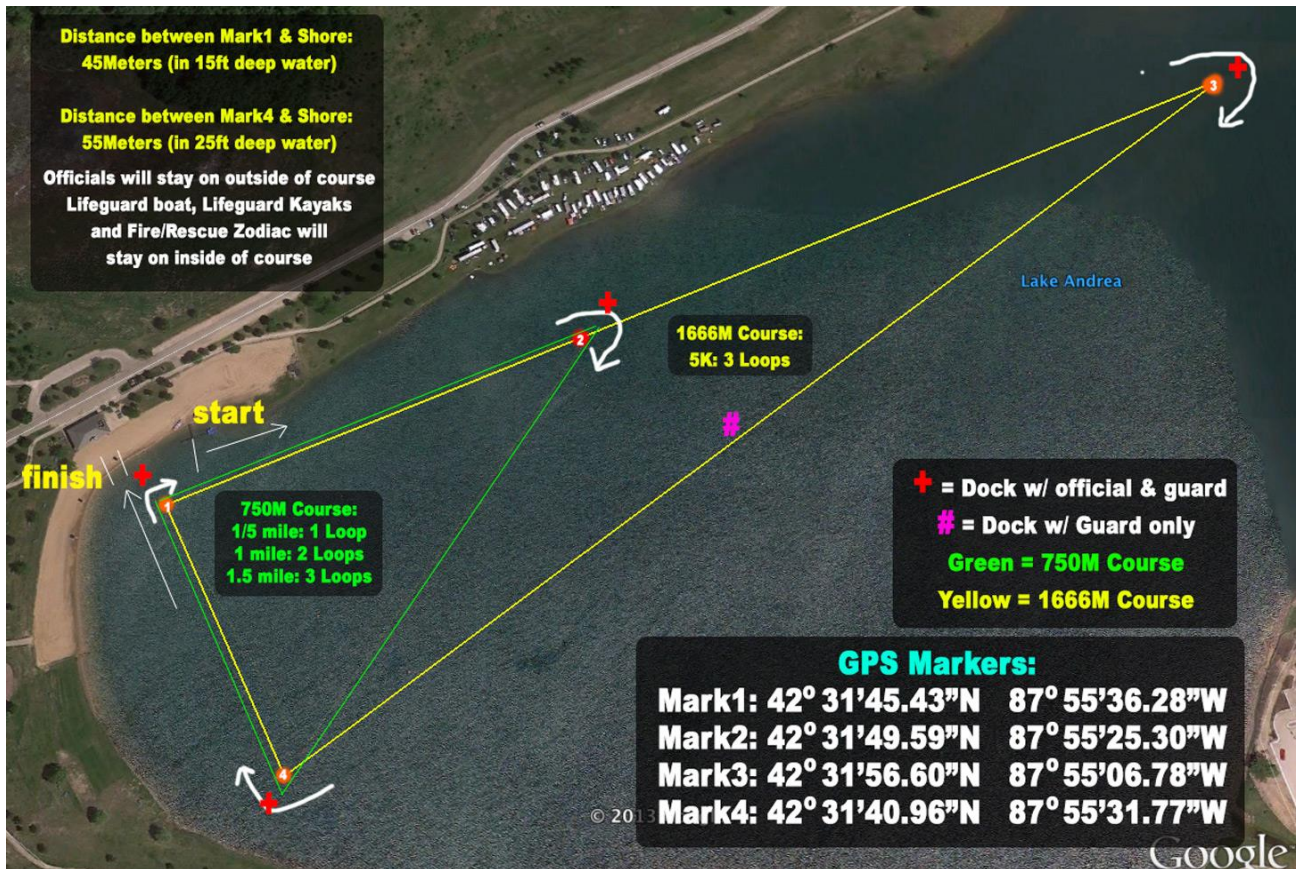 Distance between Mark1 & Shore:
45Meters (in 15ft deep water)
Distance between Mark4 & Shore:
55Meters (in 25ft deep water)
Officials will stay on outside of course
Lifeguard boat, Lifeguard Kayaks
and Fire/Rescue Zodiac will
stay on inside of course
3
Lake Andrea
2
1666M Course:
5K: 3 Loops
start
#
finish
1
750M Course:
1/5 mile: 1 Loop
1 mile: 2 Loops
1.5 mile: 3 Loops
+ = Dock w/ official & guard
# = Dock w/ Guard only
Green = 750M Course
Yellow = 1666M Course
4
GPS Markers:
Mark1: 42° 31'45.43"N 87° 55'36.28"W
Mark2: 42° 31'49.59"N 87° 55'25.30"W
Mark3: 42° 31'56.60"N 87° 55'06.78"W
Mark4: 42° 31'40.96"N 87° 55'31.77"W
© 2013
Google